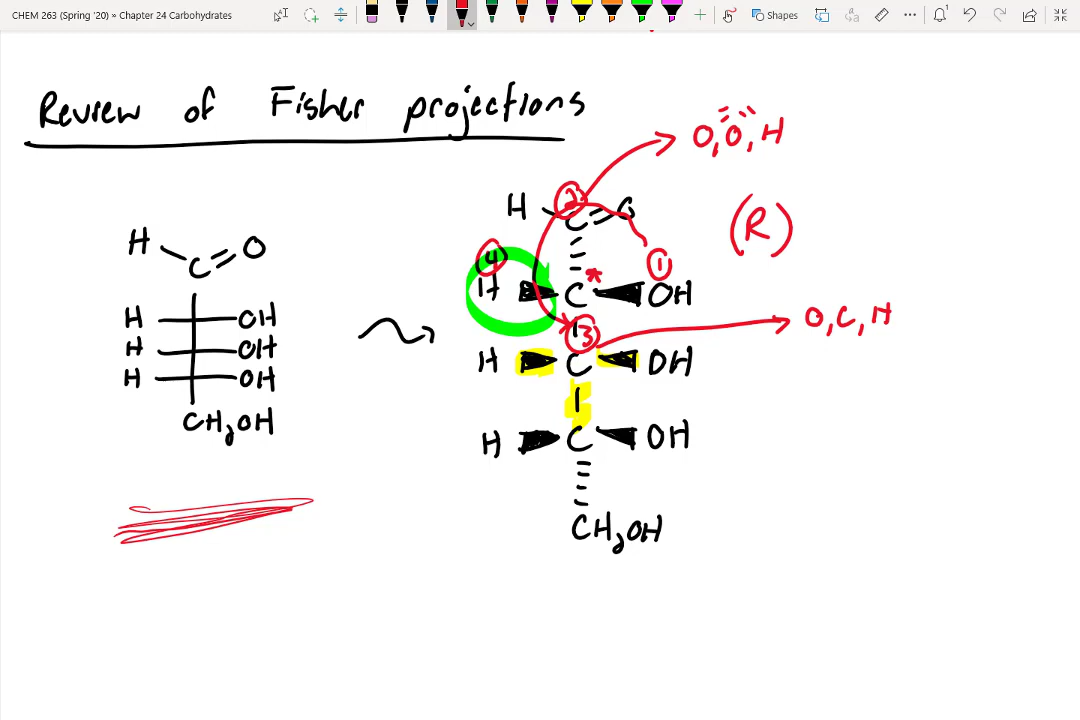 CHEM 263 (Spring '20) » Chapter 24 Carbohydrates
Shapes
1
Review of Fisher projections
O,O,H
(R)
H C=O
H OH
H OH
H OH
CH2OH
2
H C=O
4 1
H C* OH
3
O,C,H
H C OH
H C OH
CH2OH